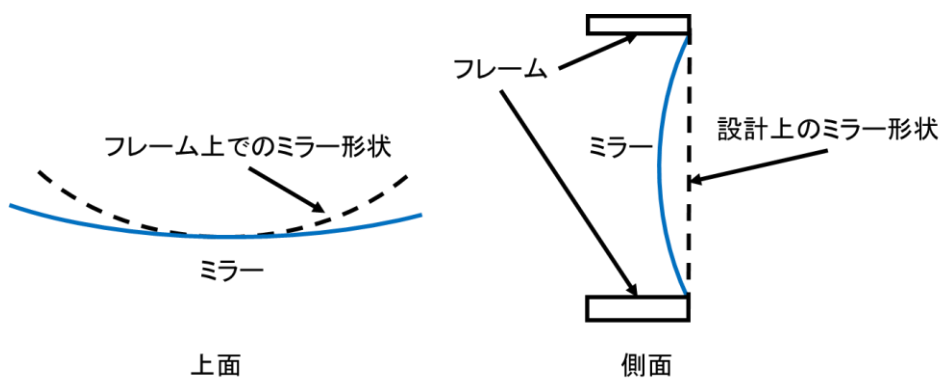 フレーム上でのミラー形状
ミラー
上面
フレーム
ミラー
設計上のミラー形状
側面